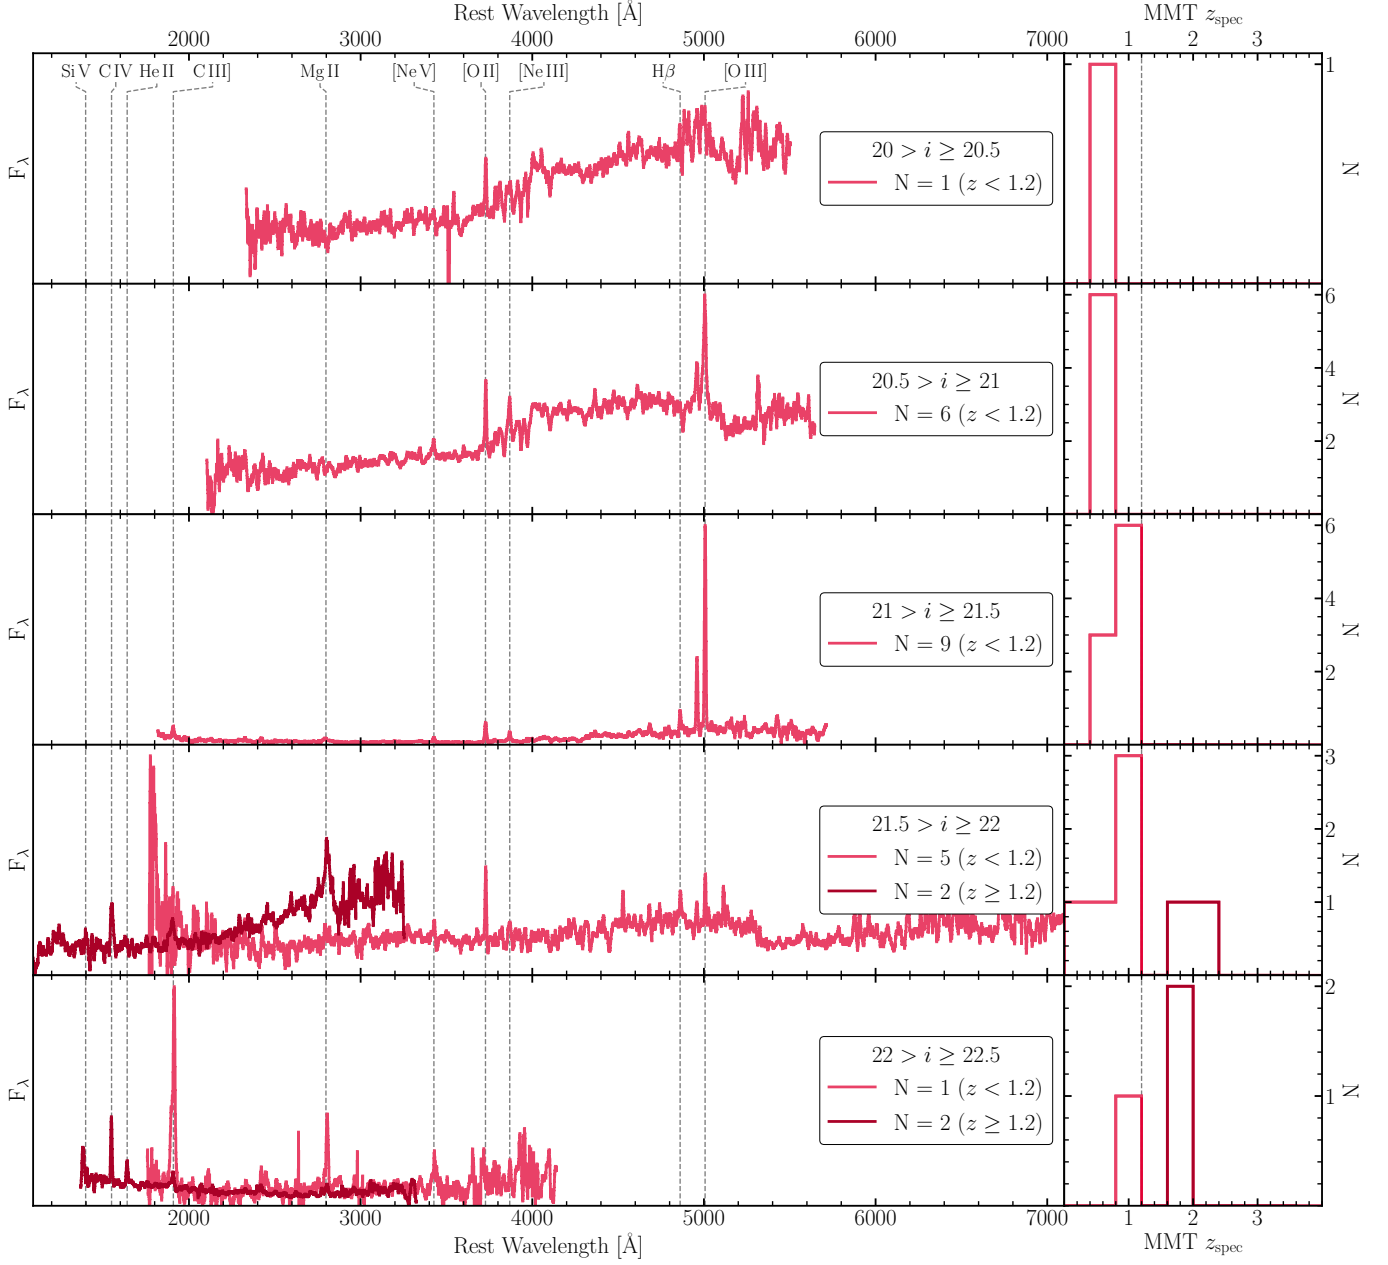 Rest Wavelength [Å]
MMT z_spec
2000 3000 4000 5000 6000 7000
1 2 3
Si V C IV He II C III] Mg II [Ne V] [O II] [Ne III] Hβ [O III]
F_λ
20 > i ≥ 20.5
N = 1 (z < 1.2)
1
N
F_λ
20.5 > i ≥ 21
N = 6 (z < 1.2)
6
4
2
N
F_λ
21 > i ≥ 21.5
N = 9 (z < 1.2)
6
4
2
N
F_λ
21.5 > i ≥ 22
N = 5 (z < 1.2)
N = 2 (z ≥ 1.2)
3
2
1
N
F_λ
22 > i ≥ 22.5
N = 1 (z < 1.2)
N = 2 (z ≥ 1.2)
2
1
N
2000 3000 4000 5000 6000 7000
1 2 3
Rest Wavelength [Å]
MMT z_spec